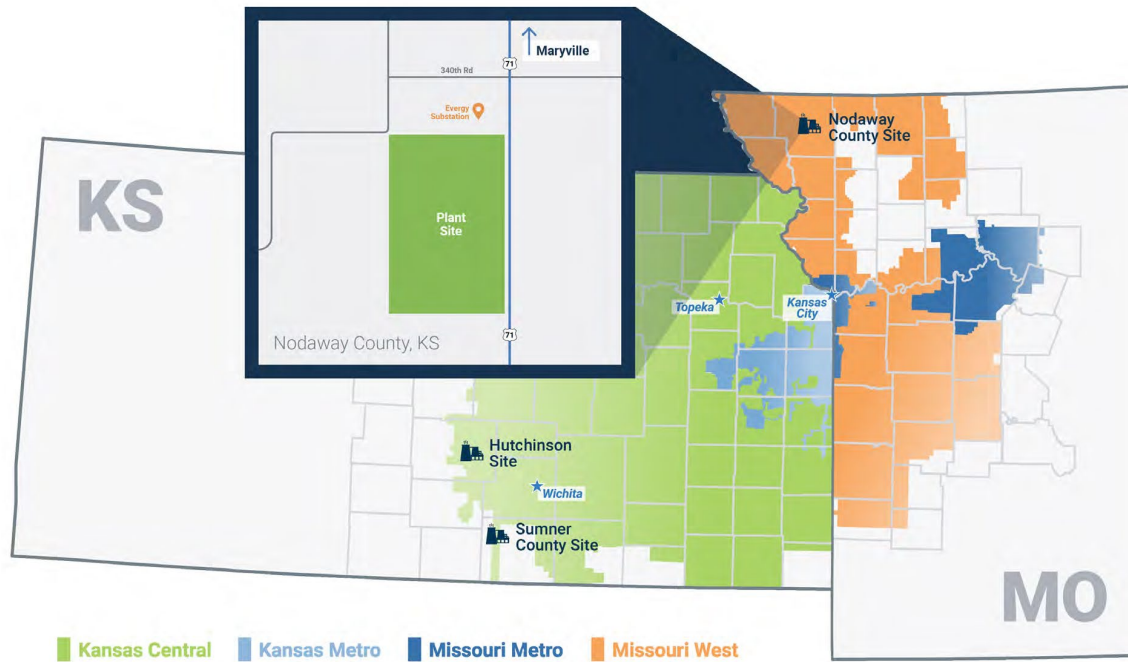 71
Maryville
340th Rd
Evergy
Substation
Plant
Site
71
Nodaway County, KS
KS
Nodaway
County Site
Topeka
Kansas
City
Hutchinson
Site
Wichita
Sumner
County Site
MO
Kansas Central
Kansas Metro
Missouri Metro
Missouri West